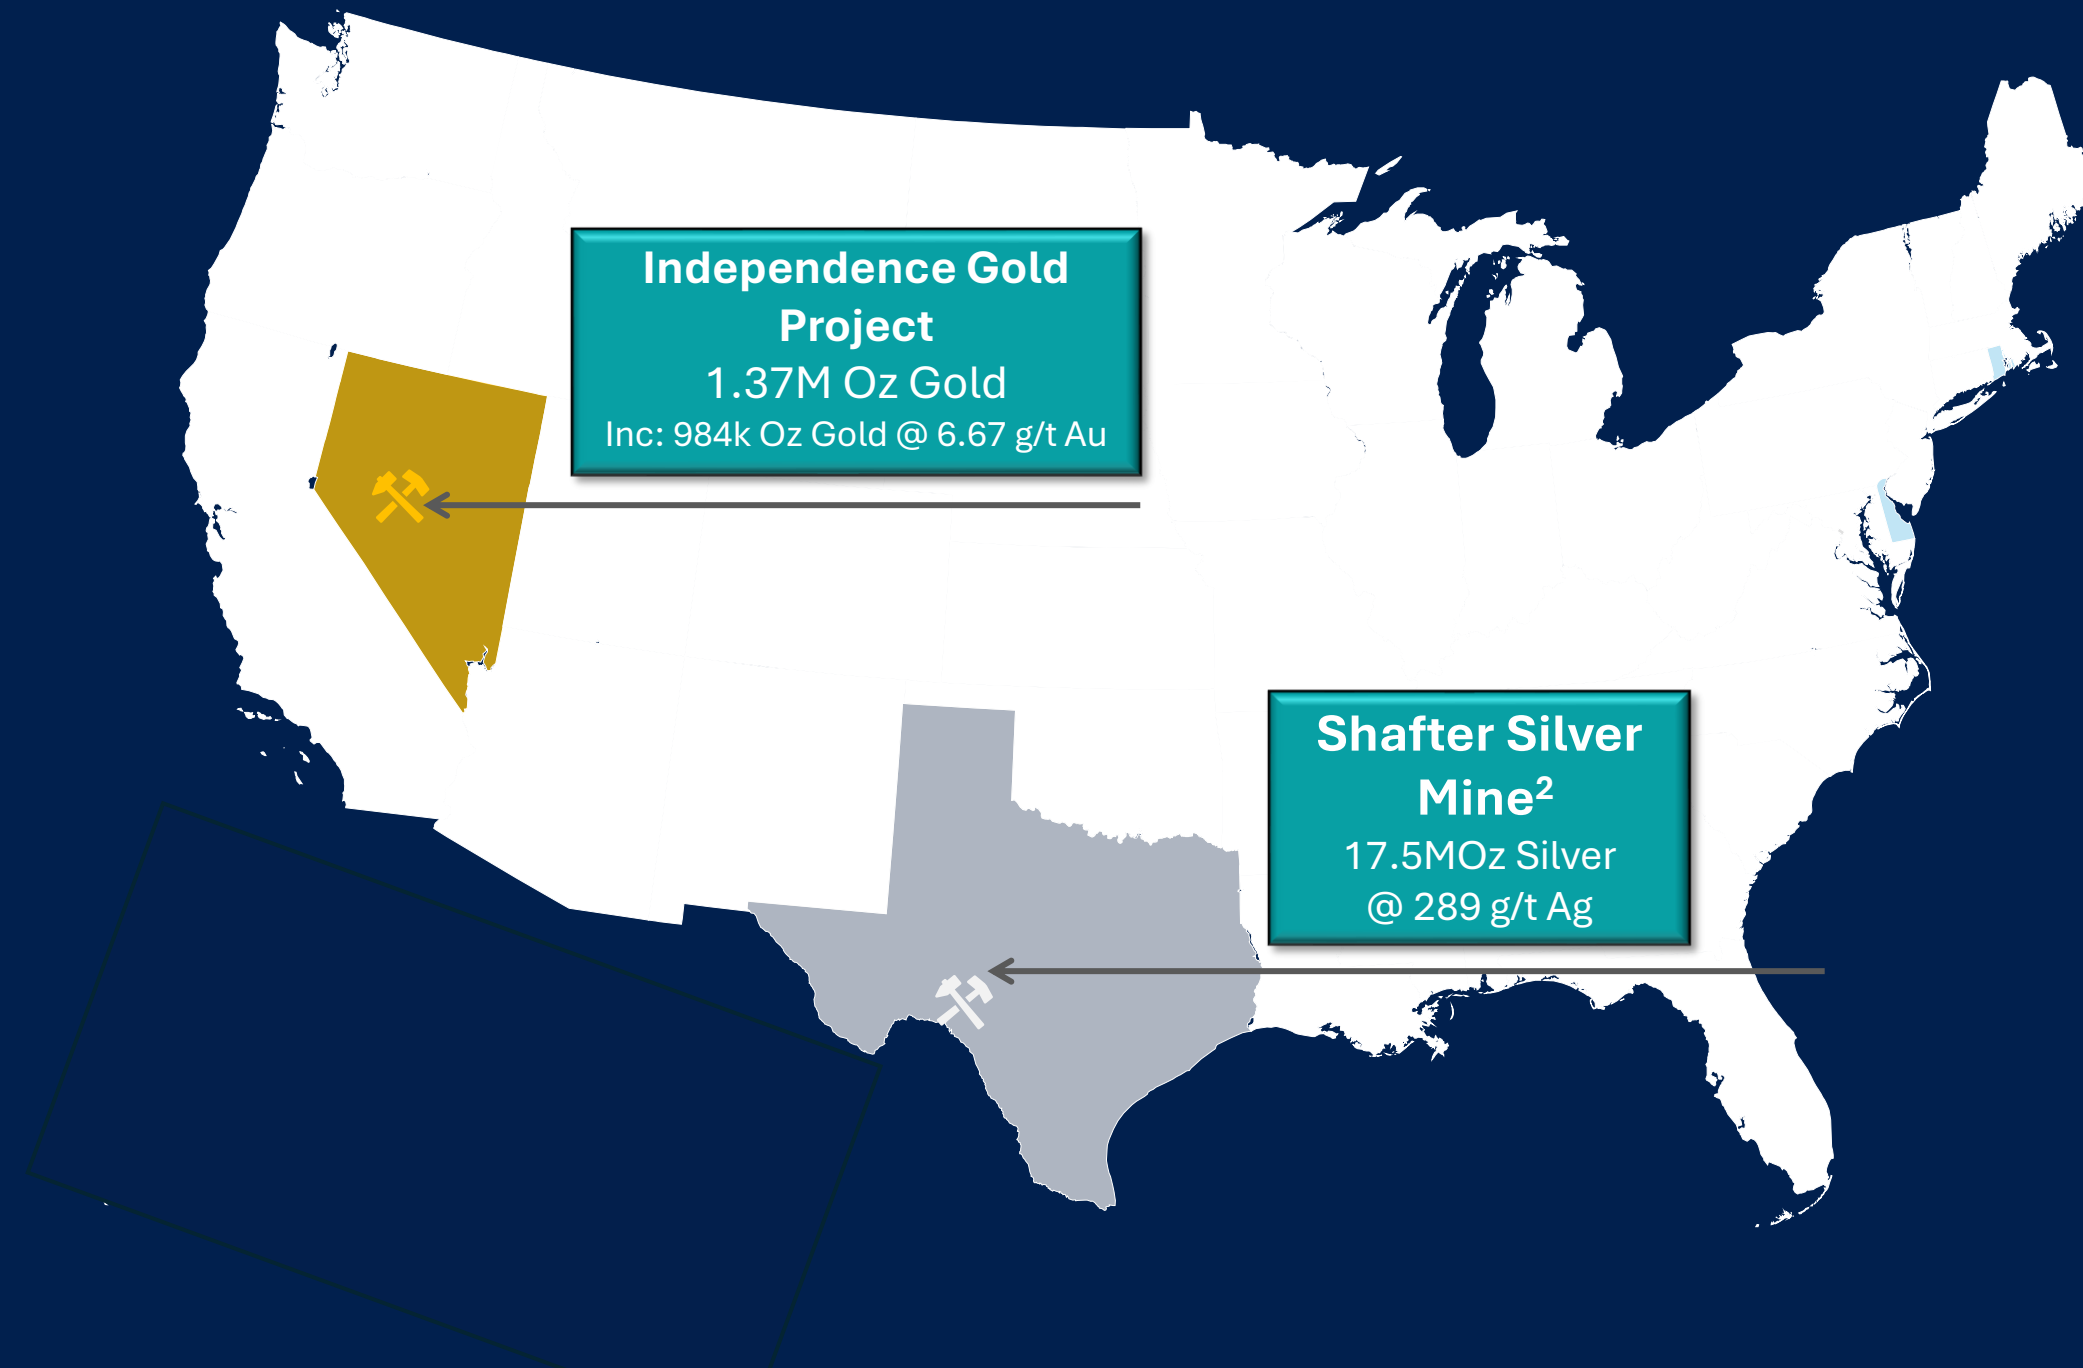 Independence Gold
Project
1.37M Oz Gold
Inc: 984k Oz Gold @ 6.67 g/t Au
Shafter Silver
Mine²
17.5MOz Silver
@ 289 g/t Ag